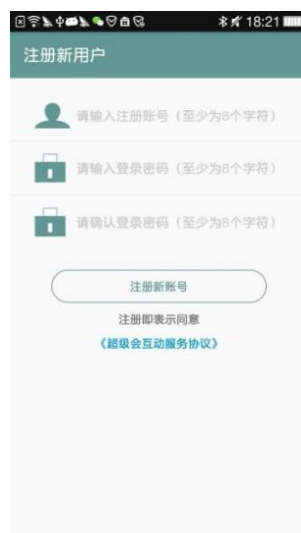 18:21
注册新用户
请输入注册账号（至少为8个字符）
请输入登录密码（至少为8个字符）
请确认登录密码（至少为8个字符）
注册新账号
注册即表示同意
《超级会互动服务协议》